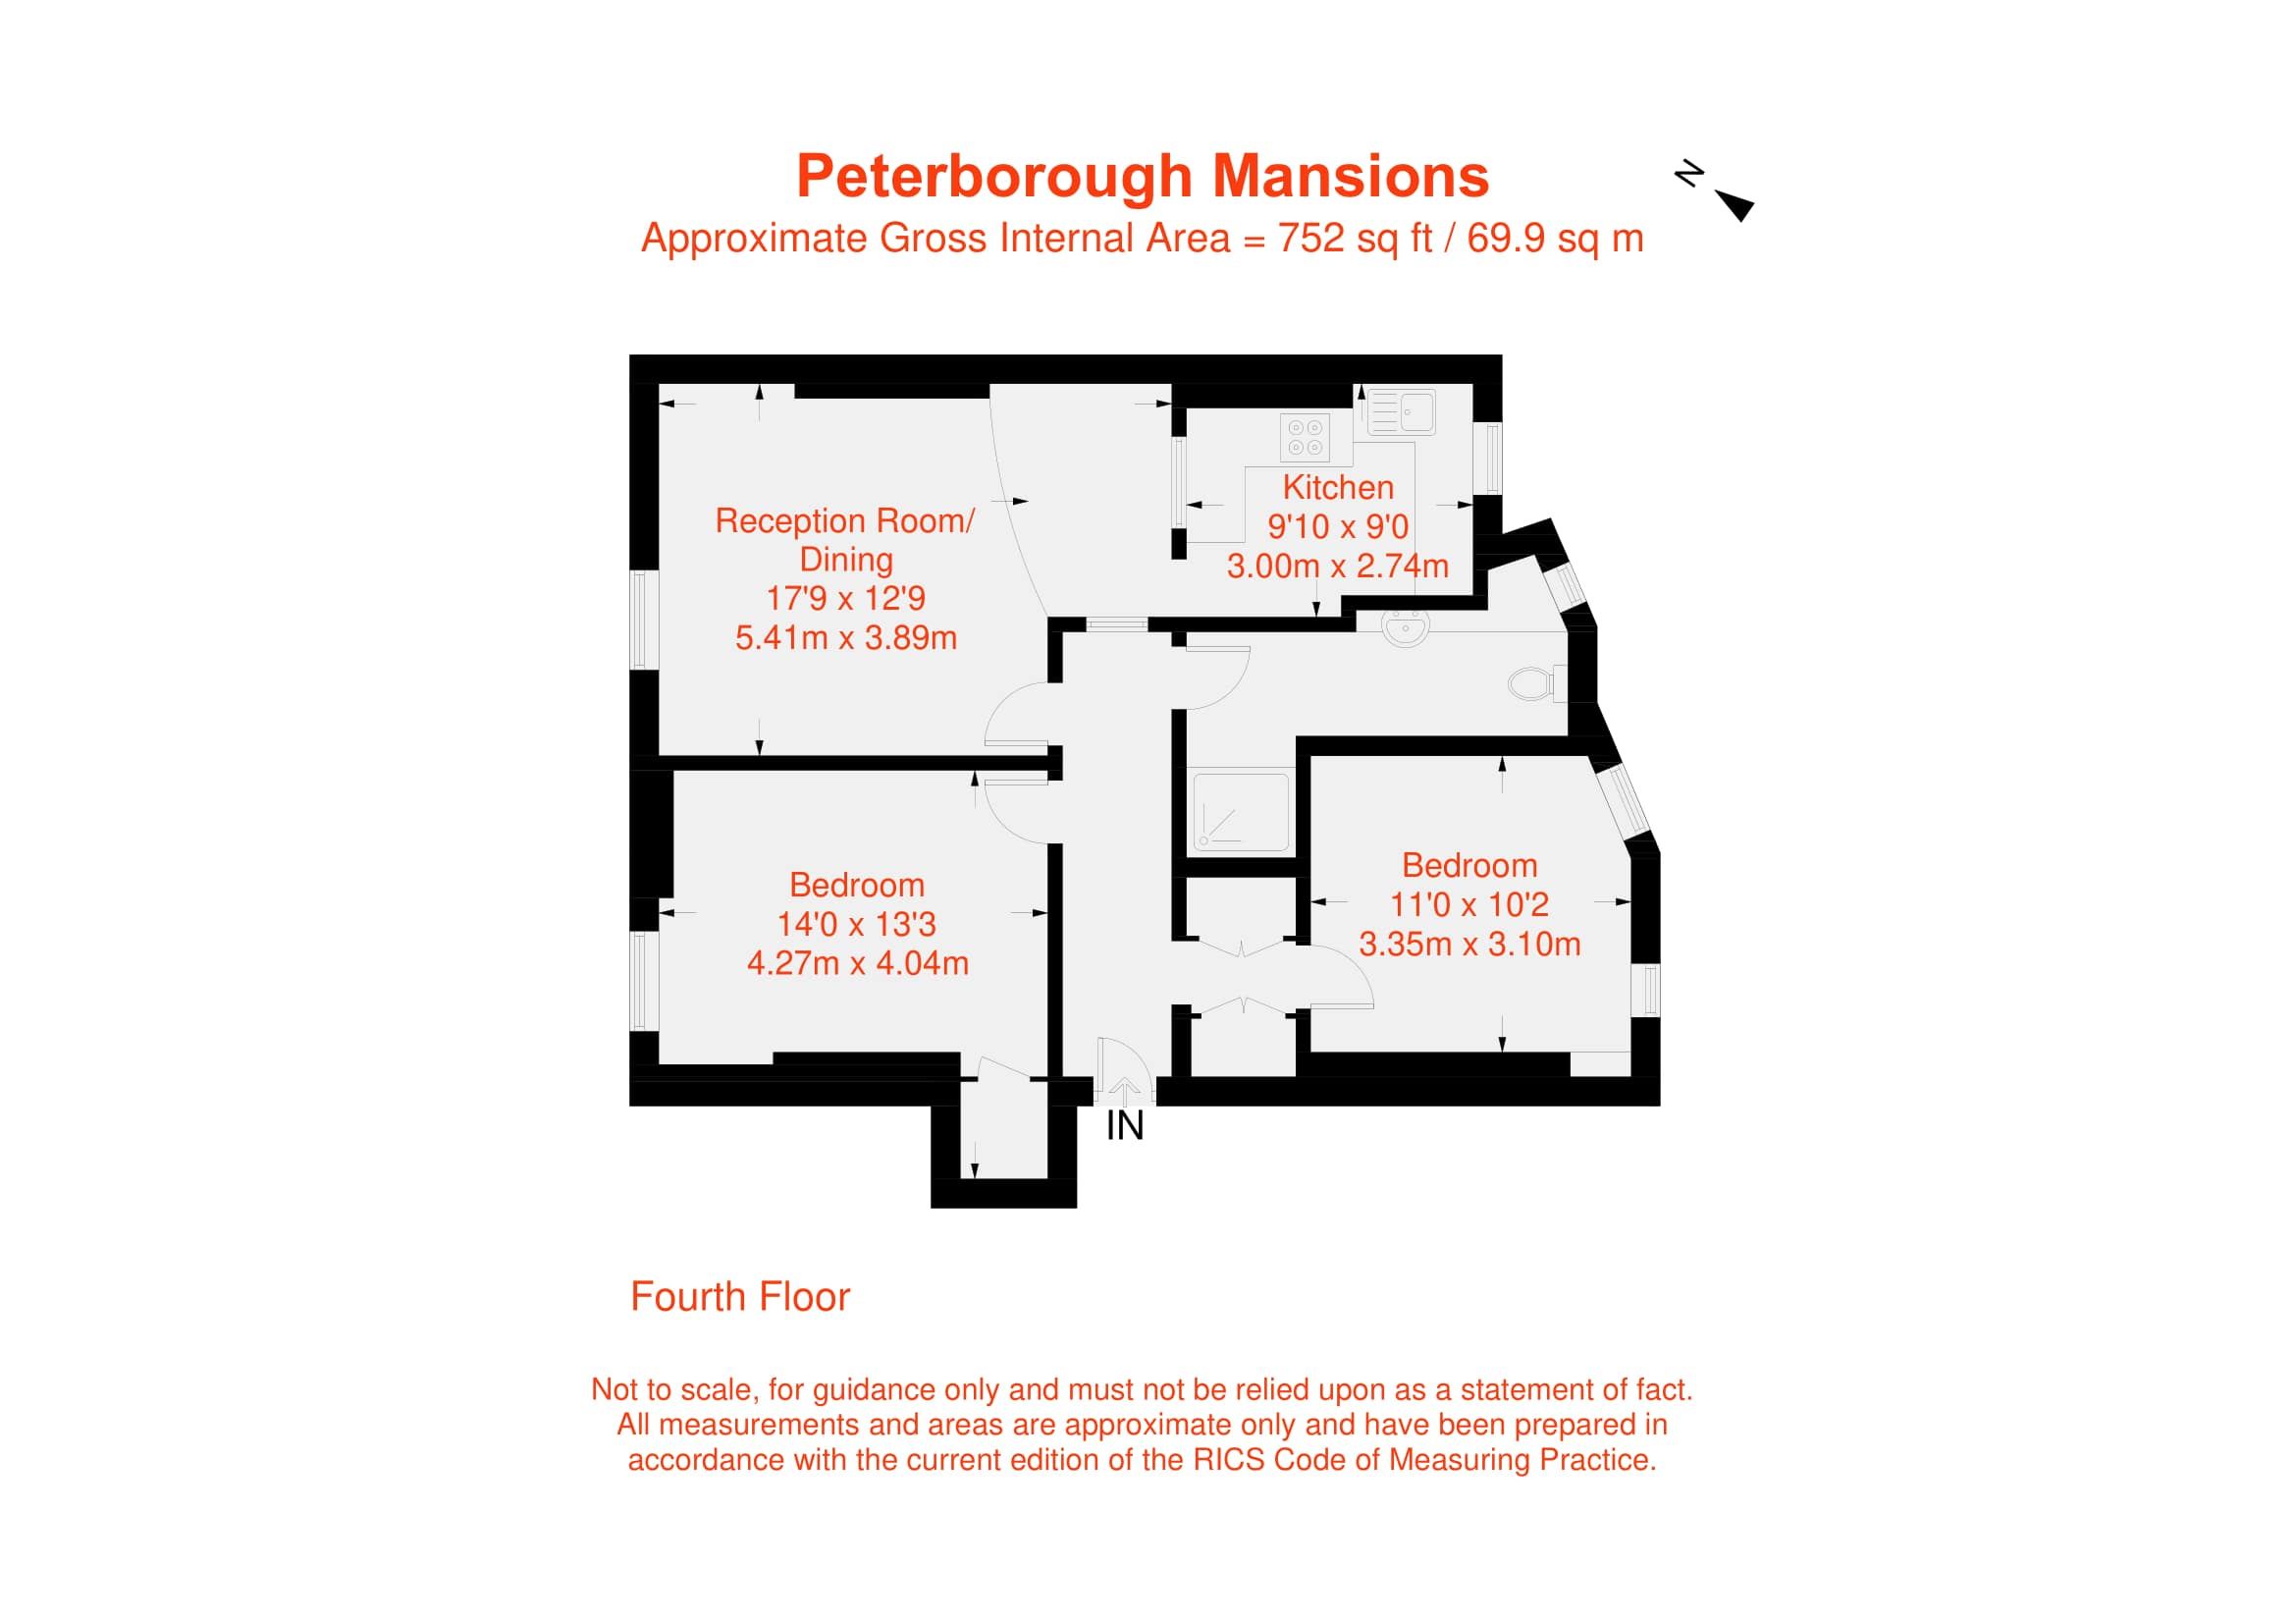 Peterborough Mansions
N
Approximate Gross Internal Area = 752 sq ft / 69.9 sq m
Kitchen
9'10 x 9'0
3.00m x 2.74m
Reception Room/
Dining
17'9 x 12'9
5.41m x 3.89m
Bedroom
11'0 x 10'2
3.35m x 3.10m
Bedroom
14'0 x 13'3
4.27m x 4.04m
IN
Fourth Floor
Not to scale, for guidance only and must not be relied upon as a statement of fact.
All measurements and areas are approximate only and have been prepared in
accordance with the current edition of the RICS Code of Measuring Practice.